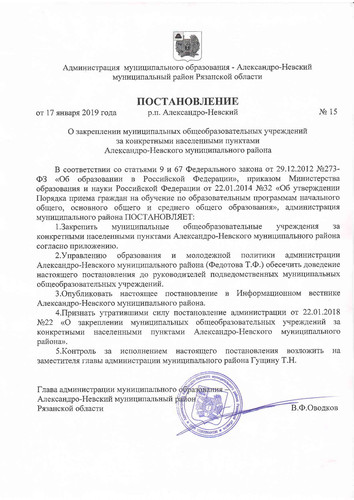 Администрация муниципального образования - Александро-Невский
муниципальный район Рязанской области
ПОСТАНОВЛЕНИЕ
от 17 января 2019 года р.п. Александро-Невский № 15
О закреплении муниципальных общеобразовательных учреждений
за конкретными населенными пунктами
Александро-Невского муниципального района
В соответствии со статьями 9 и 67 Федерального закона от 29.12.2012 №273-
ФЗ «Об образовании в Российской Федерации», приказом Министерства
образования и науки Российской Федерации от 22.01.2014 №32 «Об утверждении
Порядка приема граждан на обучение по образовательным программам начального
общего, основного общего и среднего общего образования», администрация
муниципального района ПОСТАНОВЛЯЕТ:
1.Закрепить муниципальные общеобразовательные учреждения за
конкретными населенными пунктами Александро-Невского муниципального района
согласно приложению.
2.Управлению образования и молодежной политики администрации
Александро-Невского муниципального района (Федотова Т.Ф.) обеспечить доведение
настоящего постановления до руководителей подведомственных муниципальных
общеобразовательных учреждений.
3.Опубликовать настоящее постановление в Информационном вестнике
Александро-Невского муниципального района.
4.Признать утратившими силу постановление администрации от 22.01.2018
№22 «О закреплении муниципальных общеобразовательных учреждений за
конкретными населенными пунктами Александро-Невского муниципального
района».
5.Контроль за исполнением настоящего постановления возложить на
заместителя главы администрации муниципального района Гущину Т.Н.
Глава администрации муниципального образования -
Александро-Невский муниципальный район
Рязанской области В.Ф.Оводков